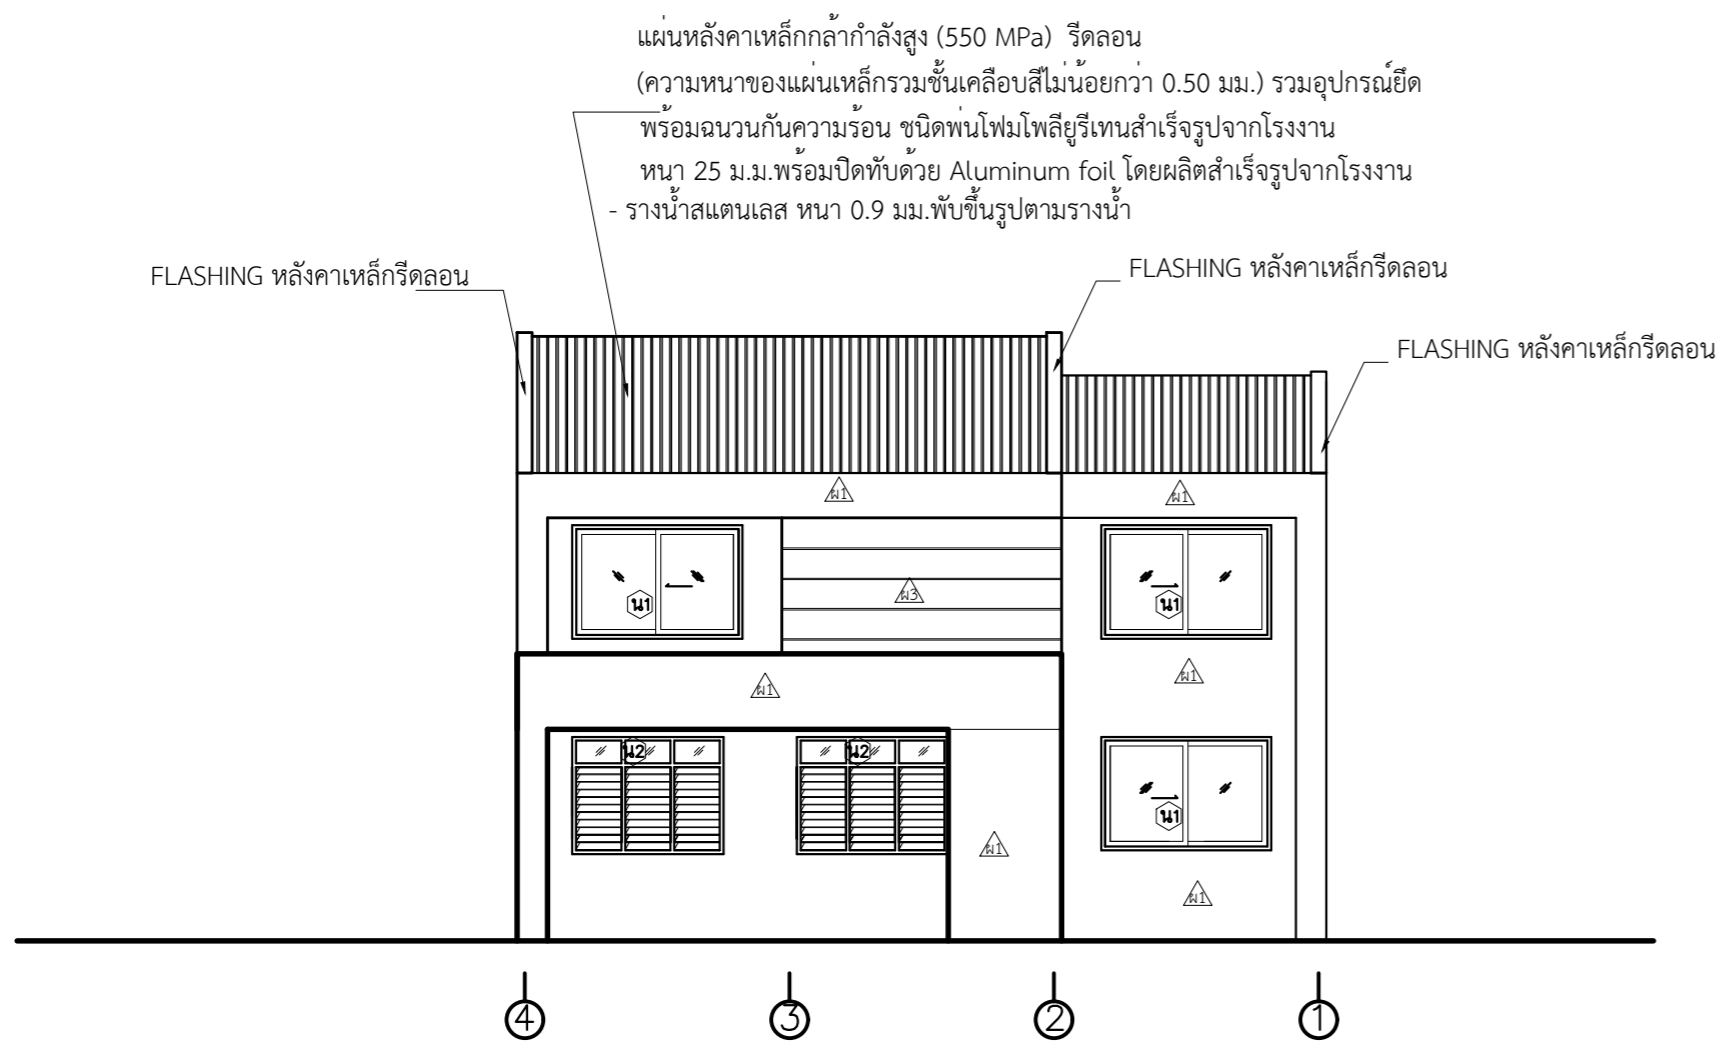 แผ่นหลังคาเหล็กกล้ากำลังสูง (550 MPa) รีดลอน
(ความหนาของแผ่นเหล็กรวมชั้นเคลือบสีไม่น้อยกว่า 0.50 มม.) รวมอุปกรณ์ยึด
พร้อมฉนวนกันความร้อน ชนิดพ่นโฟมโพลียูรีเทนสำเร็จรูปจากโรงงาน
หนา 25 ม.ม.พร้อมปิดทับด้วย Aluminum foil โดยผลิตสำเร็จรูปจากโรงงาน
- รางน้ำสแตนเลส หนา 0.9 มม.พับขึ้นรูปตามรางน้ำ
FLASHING หลังคาเหล็กรีดลอน
FLASHING หลังคาเหล็กรีดลอน
FLASHING หลังคาเหล็กรีดลอน
ผ1
ผ1
น1
ผ3
น1
ผ1
ผ1
น2
น2
น1
ผ1
ผ1
4
3
2
1